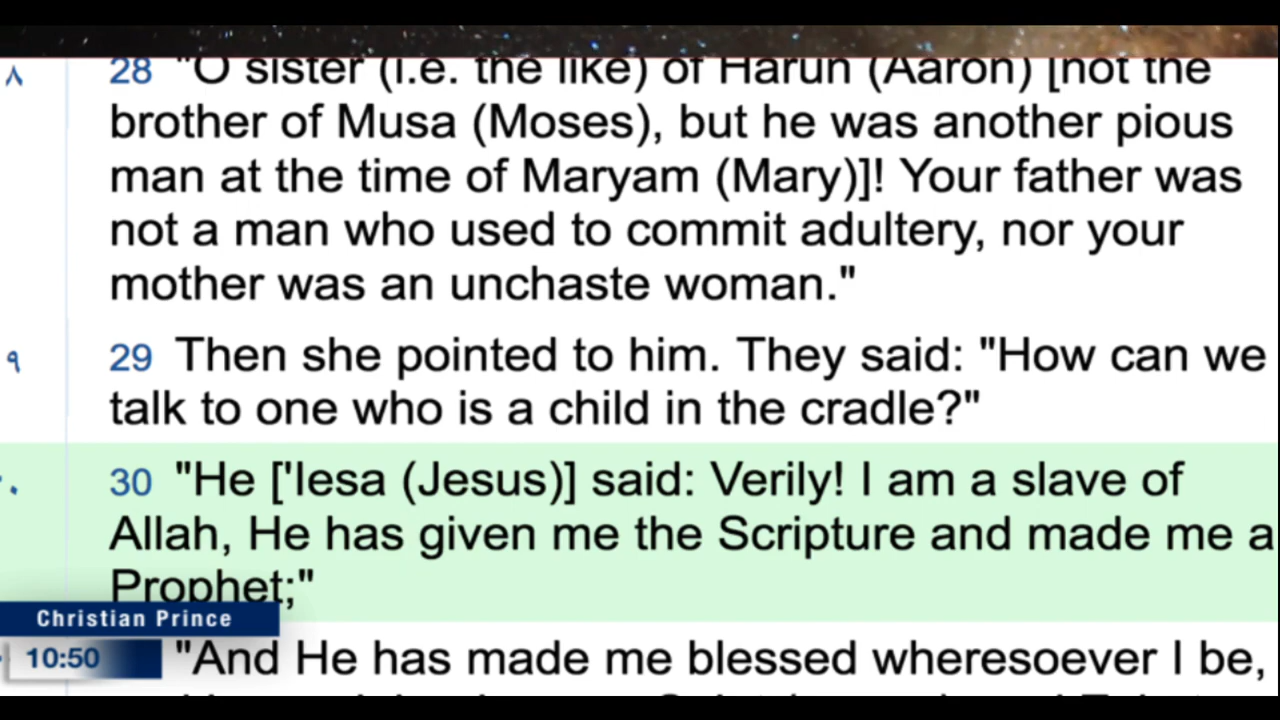 ٨
28 "O sister (i.e. the like) of Harun (Aaron) [not the
brother of Musa (Moses), but he was another pious
man at the time of Maryam (Mary)]! Your father was
not a man who used to commit adultery, nor your
mother was an unchaste woman."
٩
29 Then she pointed to him. They said: "How can we
talk to one who is a child in the cradle?"
30 "He ['Iesa (Jesus)] said: Verily! I am a slave of
Allah, He has given me the Scripture and made me a
Prophet;"
Christian Prince
10:50
"And He has made me blessed wheresoever I be,